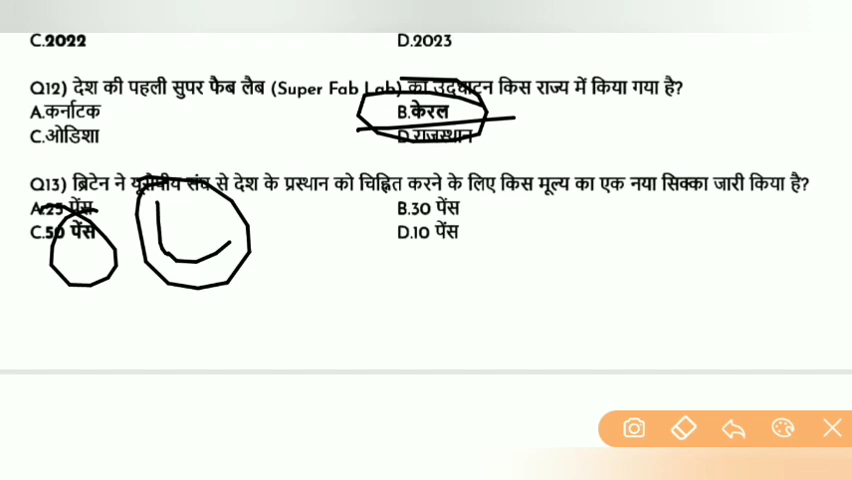 C.2022 D.2023
Q12) देश की पहली सुपर फैब लैब (Super Fab Lab) का उद्घाटन किस राज्य में किया गया है?
A.कर्नाटक B.केरल
C.ओडिशा D.राजस्थान
Q13) ब्रिटेन ने यूरोपीय संघ से देश के प्रस्थान को चिह्नित करने के लिए किस मूल्य का एक नया सिक्का जारी किया है?
A.25 पेंस B.30 पेंस
C.50 पेंस D.10 पेंस